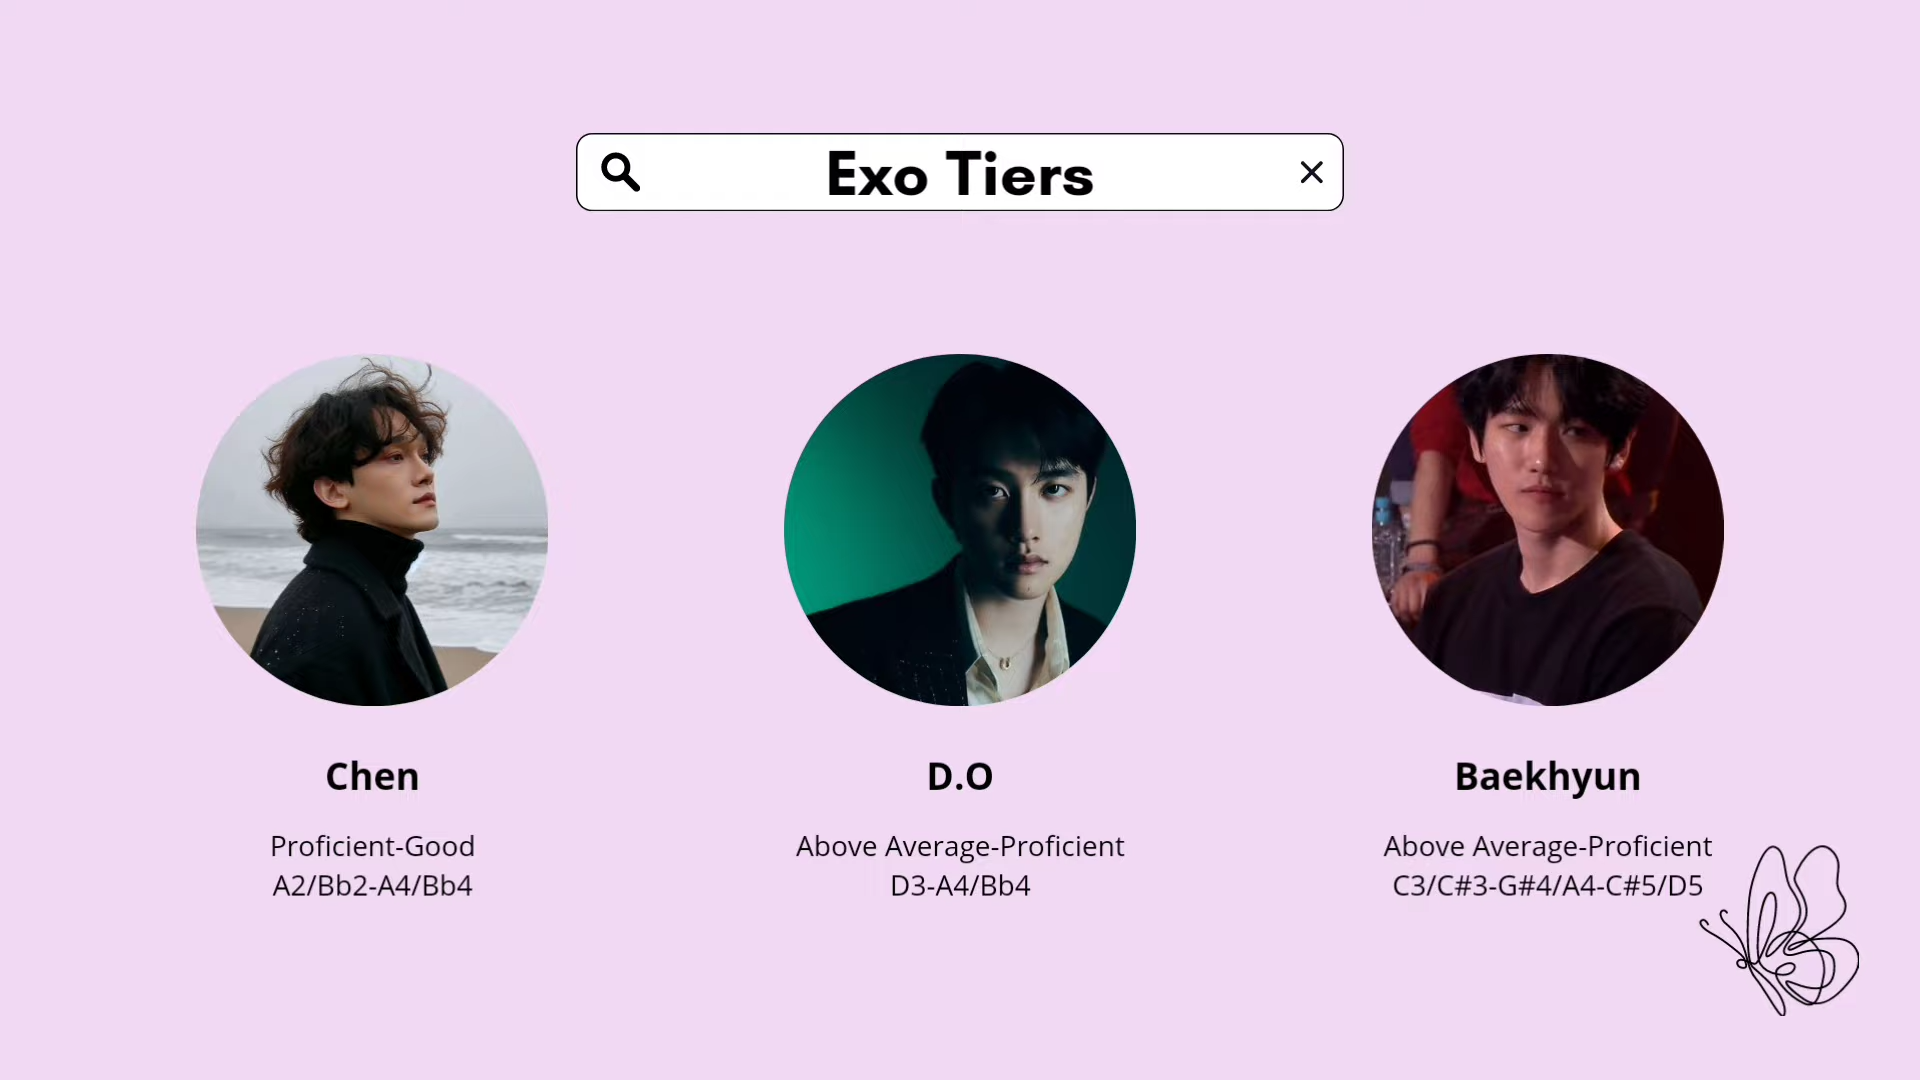 Exo Tiers
Chen
D.O
Baekhyun
Proficient-Good
A2/Bb2-A4/Bb4
Above Average-Proficient
D3-A4/Bb4
Above Average-Proficient
C3/C#3-G#4/A4-C#5/D5